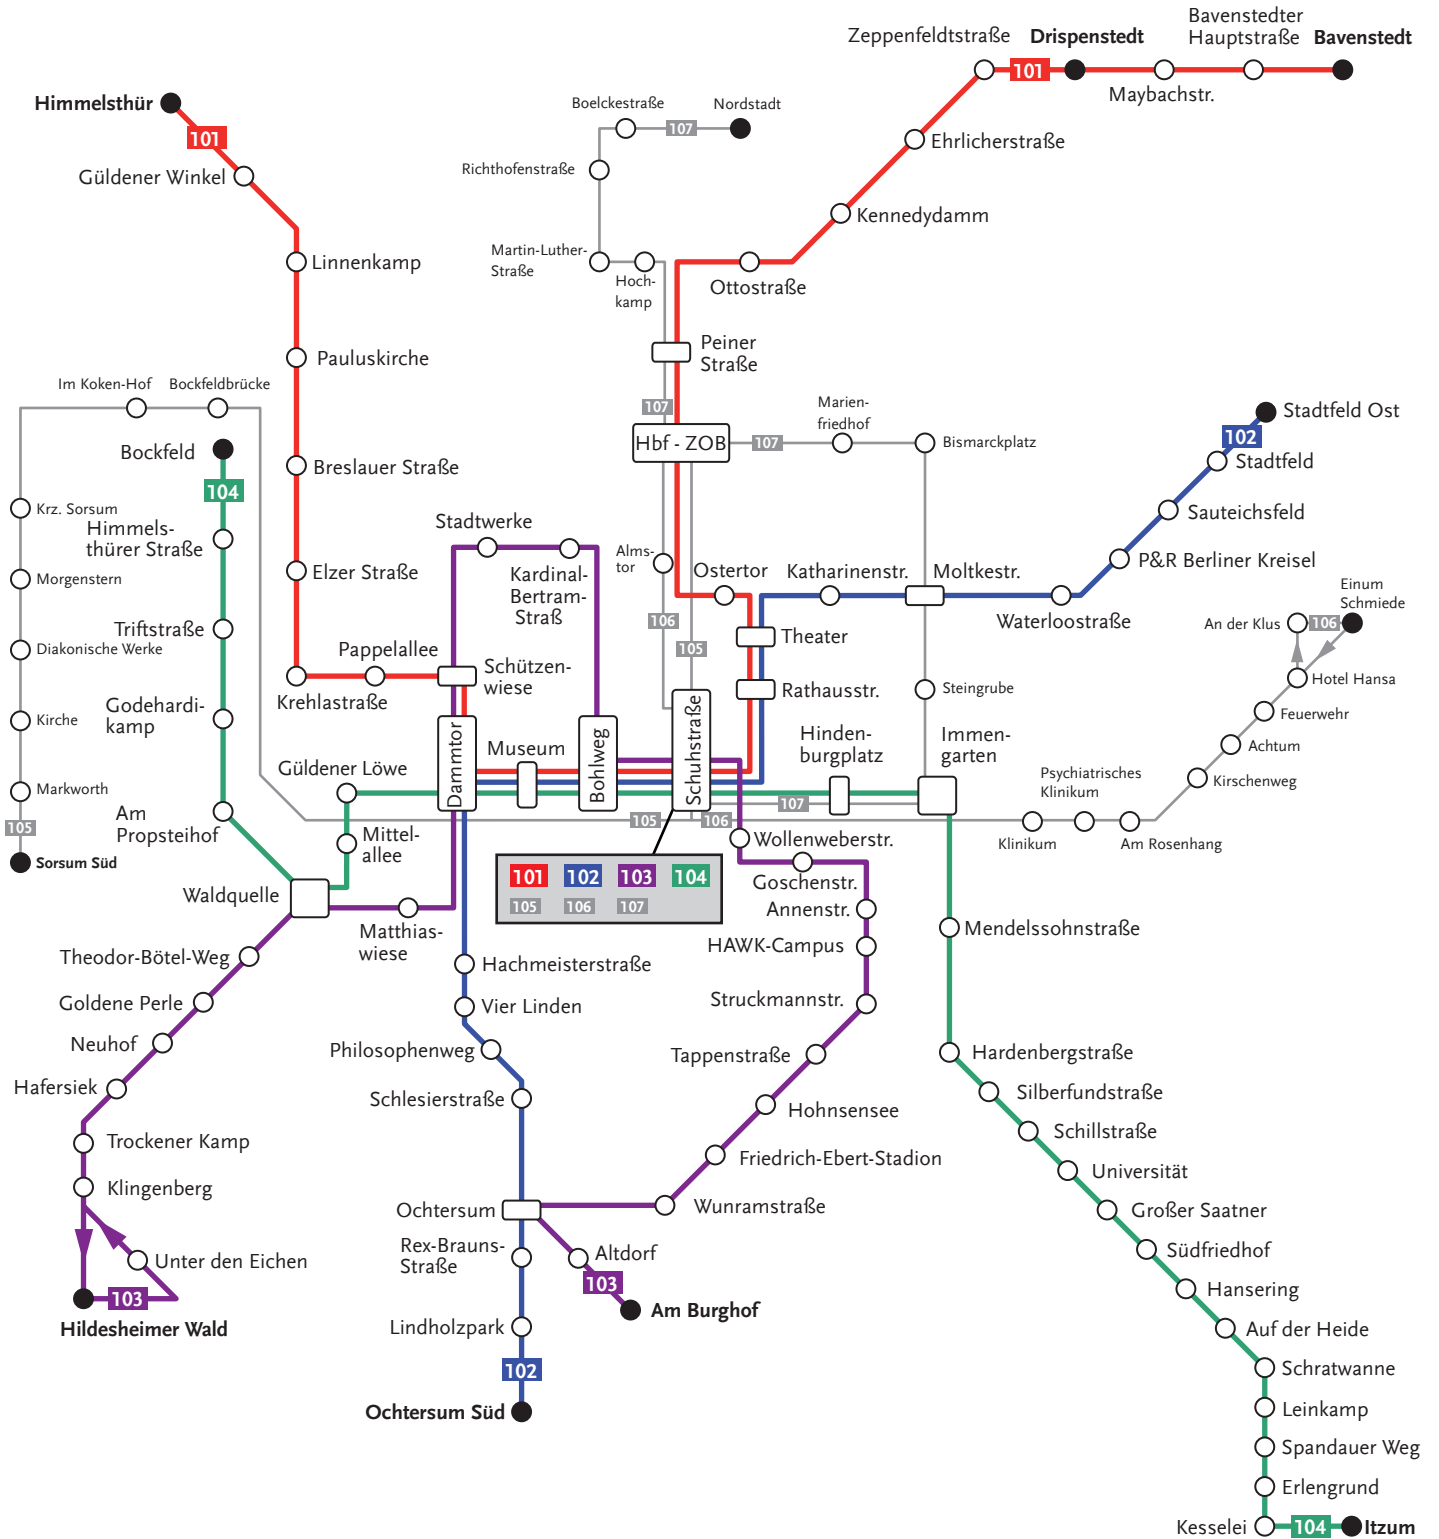 Bavenstedter
Zeppenfeldtstraße Drispenstedt Hauptstraße Bavenstedt
101
Maybachstr.
Himmelsthür
101
Güldener Winkel
Boelckestraße Nordstadt
107
Richthofenstraße
Ehrlicherstraße
Kennedydamm
Linnenkamp
Martin-Luther-
Straße
Hoch-
kamp
Ottostraße
Pauluskirche
Peiner
Straße
Im Koken-Hof Bockfeldbrücke
107
Marien-
friedhof
Stadtfeld Ost
102
Bockfeld
104
Hbf - ZOB
107
Bismarckplatz
Stadtfeld
Breslauer Straße
Krz. Sorsum
Himmels-
thürer Straße
Sauteichsfeld
Stadtwerke
Kardinal-
Bertram-
Straß
Alms-
tor
P&R Berliner Kreisel
Morgenstern
Elzer Straße
Ostertor
Katharinenstr.
Moltkestr.
Waterloostraße
Einum
Schmiede
An der Klus
106
Triftstraße
Diakonische Werke
106
105
Theater
Pappelallee
Schützen-
wiese
Krehlastraße
Rathausstr.
Steingrube
Hotel Hansa
Kirche
Godehardi-
kamp
Feuerwehr
Achtum
Kirschenweg
Dammtor
Museum
Bohlweg
Schuhstraße
Hinden-
burgplatz
Immen-
garten
Güldener Löwe
Markworth
107
Psychiatrisches
Klinikum
Am
Propsteihof
105
105
106
Mittel-
allee
Wollenweberstr.
Klinikum
Am Rosenhang
Sorsum Süd
101 102 103 104
105 106 107
Goschenstr.
Waldquelle
Annenstr.
Matthias-
wiese
Mendelssohnstraße
HAWK-Campus
Theodor-Bötel-Weg
Hachmeisterstraße
Goldene Perle
Vier Linden
Struckmannstr.
Neuhof
Philosophenweg
Tappenstraße
Hardenbergstraße
Hafersiek
Schlesierstraße
Hohnsensee
Silberfundstraße
Trockener Kamp
Schillstraße
Friedrich-Ebert-Stadion
Universität
Klingenberg
Ochtersum
Wunramstraße
Großer Saatner
Rex-Brauns-
Straße
Altdorf
Südfriedhof
Unter den Eichen
103
103
Hansering
Am Burghof
Hildesheimer Wald
Lindholzpark
Auf der Heide
102
Schratwanne
Ochtersum Süd
Leinkamp
Spandauer Weg
Erlengrund
Kesselei
104
Itzum